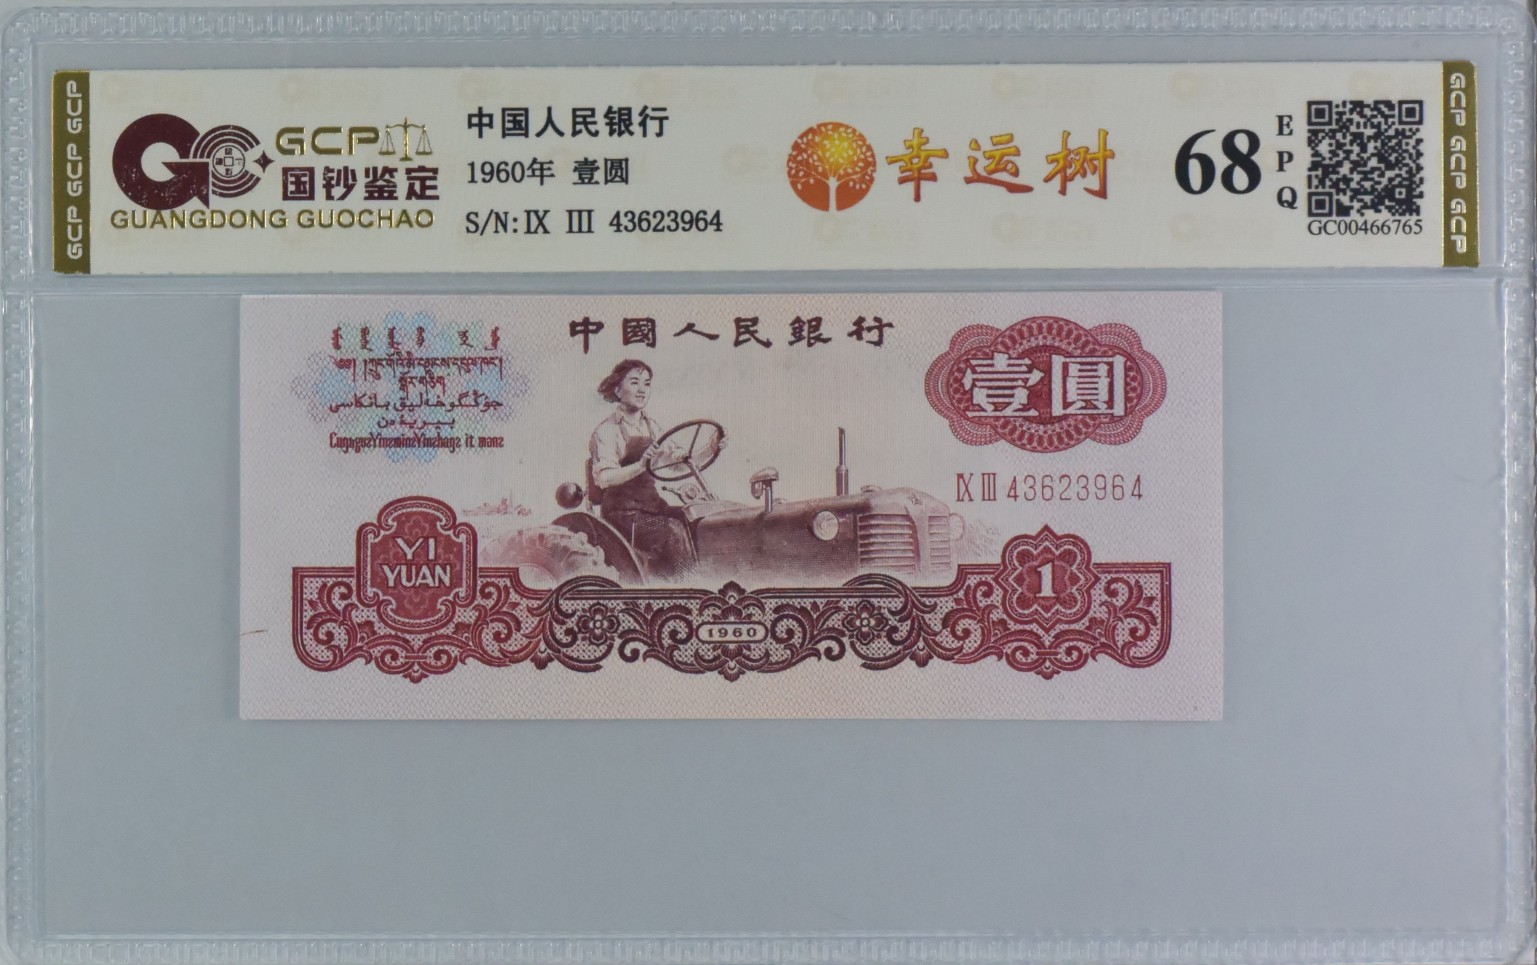 GCP GCP GCP
GCP
国钞鉴定
GUANGDONG GUOCHAO
中国人民银行
1960年 壹圆
S/N: IX III 43623964
幸运树
68
EPQ
GC00466765
GCP GCP GCP
中國人民銀行
壹圓
IX III 43623964
YI
YUAN
1
1960